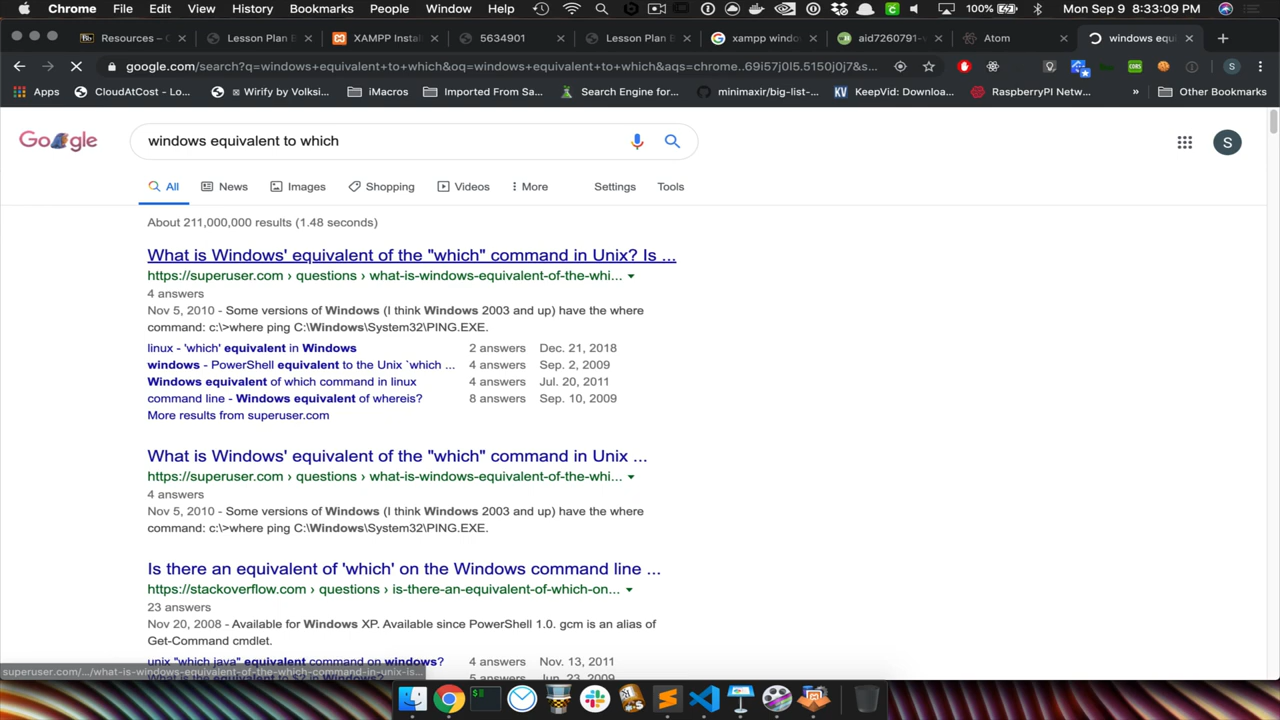 Chrome File Edit View History Bookmarks People Window Help 100% Mon Sep 9 8:33:09 PM
Resources – Lesson Plan E XAMPP Instal 5634901 Lesson Plan E xampp windo aid7260791-v Atom windows equi
google.com/search?q=windows+equivalent+to+which&oq=windows+equivalent+to+which&aqs=chrome..69i57j0l5.5150j0j7&s...
Apps CloudAtCost - Lo... Wirify by Volksi... iMacros Imported From Sa... Search Engine for... minimaxir/big-list-... KeepVid: Downloa... RaspberryPI Netw... » Other Bookmarks
Google windows equivalent to which S
All News Images Shopping Videos More Settings Tools
About 211,000,000 results (1.48 seconds)
What is Windows' equivalent of the "which" command in Unix? Is ...
https://superuser.com › questions › what-is-windows-equivalent-of-the-whi...
4 answers
Nov 5, 2010 - Some versions of Windows (I think Windows 2003 and up) have the where
command: c:\>where ping C:\Windows\System32\PING.EXE.
linux - 'which' equivalent in Windows 2 answers Dec. 21, 2018
windows - PowerShell equivalent to the Unix `which ... 4 answers Sep. 2, 2009
Windows equivalent of which command in linux 4 answers Jul. 20, 2011
command line - Windows equivalent of whereis? 8 answers Sep. 10, 2009
More results from superuser.com
What is Windows' equivalent of the "which" command in Unix ...
https://superuser.com › questions › what-is-windows-equivalent-of-the-whi...
4 answers
Nov 5, 2010 - Some versions of Windows (I think Windows 2003 and up) have the where
command: c:\>where ping C:\Windows\System32\PING.EXE.
Is there an equivalent of 'which' on the Windows command line ...
https://stackoverflow.com › questions › is-there-an-equivalent-of-which-on...
23 answers
Nov 20, 2008 - Available for Windows XP. Available since PowerShell 1.0. gcm is an alias of
Get-Command cmdlet.
unix "which java" equivalent command on windows? 4 answers Nov. 13, 2011
superuser.com/.../what-is-windows-equivalent-of-the-which-command-in-unix-is...